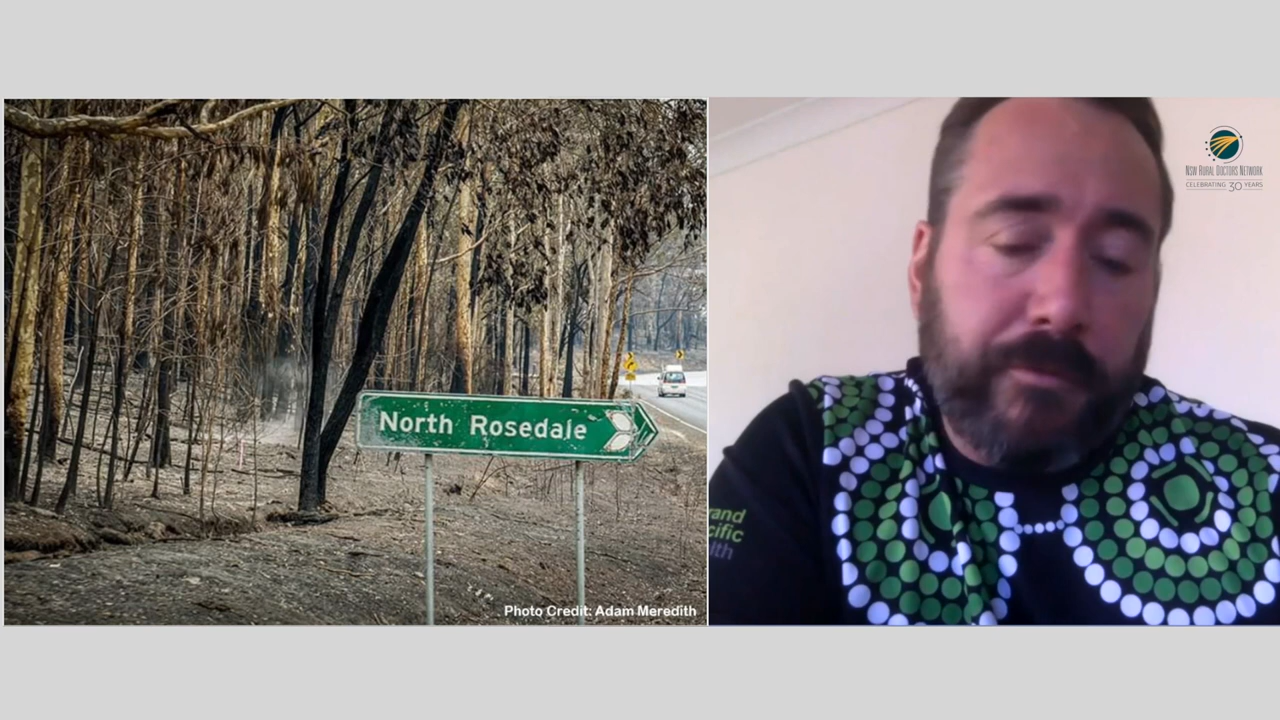 North Rosedale
Photo Credit: Adam Meredith
NSW RURAL DOCTORS NETWORK
CELEBRATING 30 YEARS